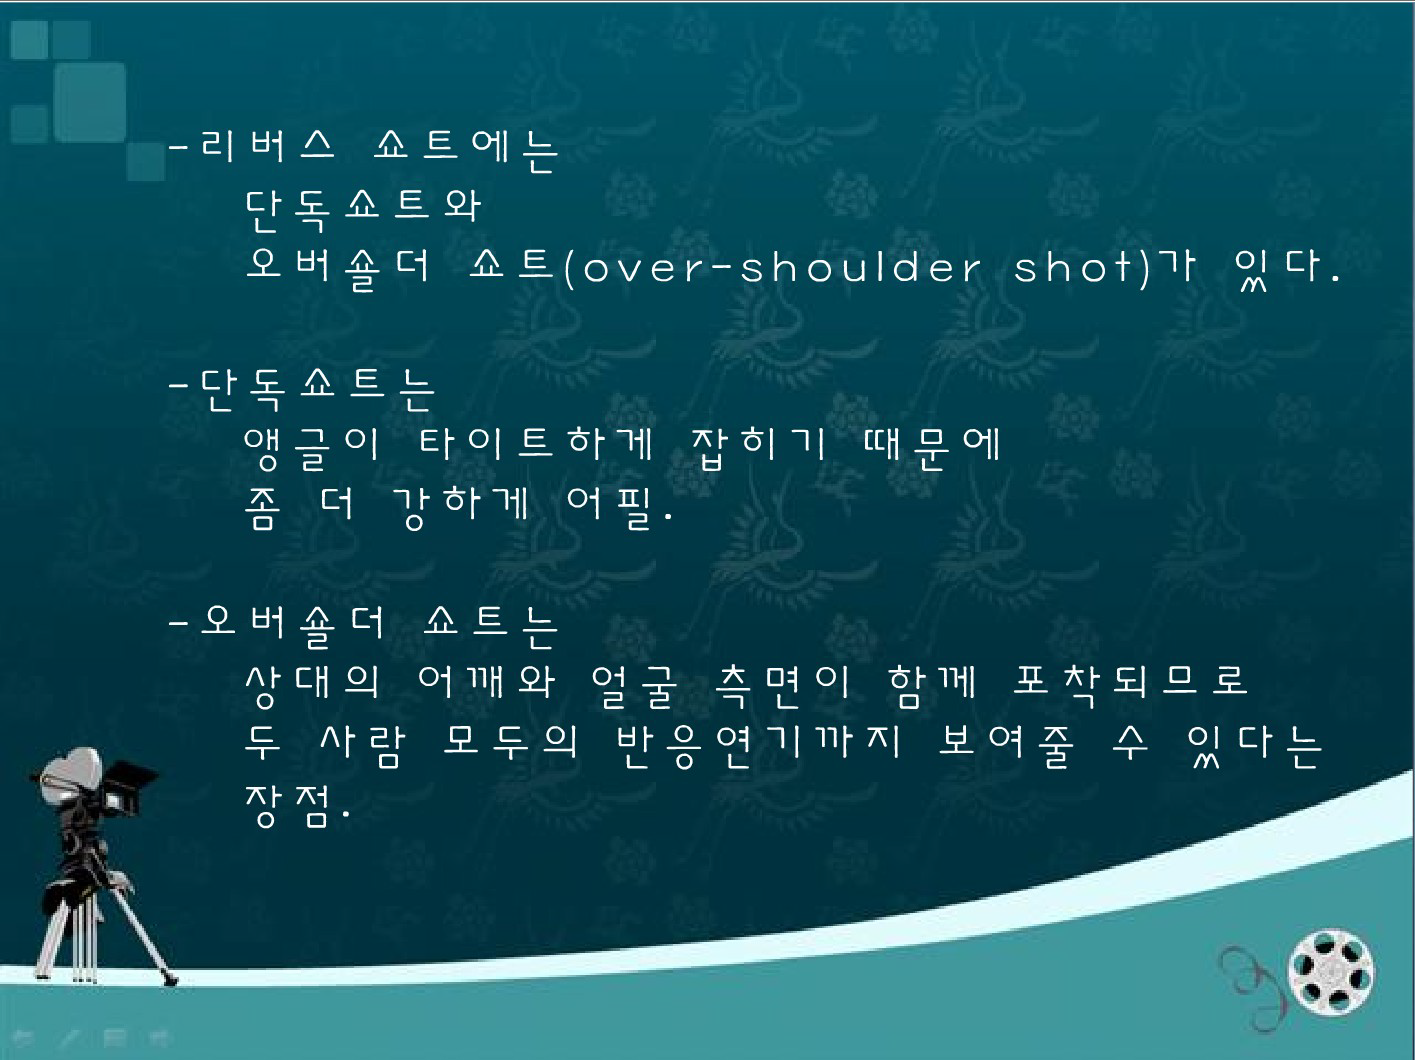 -리버스 쇼트에는
단독쇼트와
오버숄더 쇼트(over-shoulder shot)가 있다.
-단독쇼트는
앵글이 타이트하게 잡히기 때문에
좀 더 강하게 어필.
-오버숄더 쇼트는
상대의 어깨와 얼굴 측면이 함께 포착되므로
두 사람 모두의 반응연기까지 보여줄 수 있다는
장점.